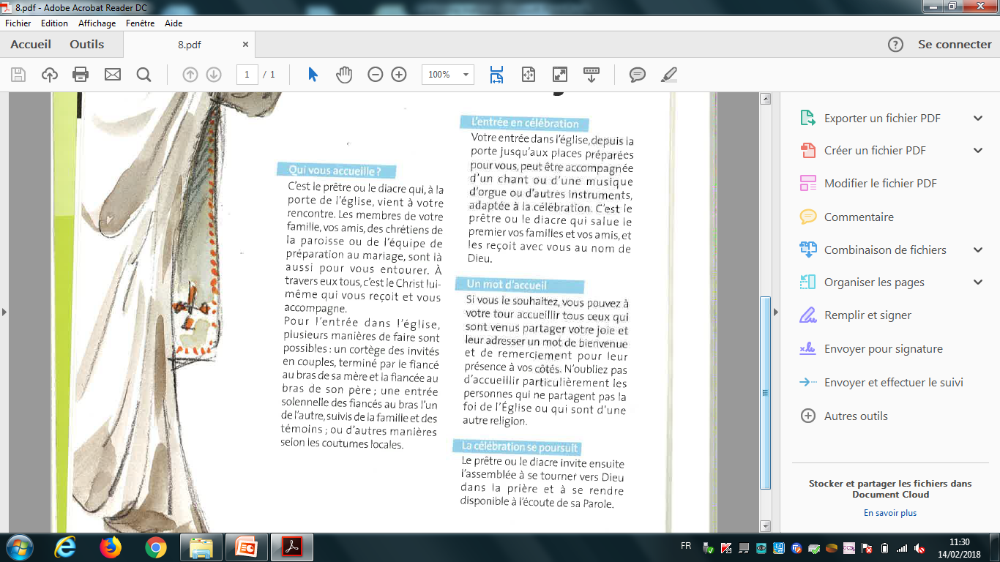 8.pdf - Adobe Acrobat Reader DC
Fichier Edition Affichage Fenêtre Aide
Accueil Outils 8.pdf × ? Se connecter
1 / 1 100%
Qui vous accueille ?
C'est le prêtre ou le diacre qui, à la
porte de l'église, vient à votre
rencontre. Les membres de votre
famille, vos amis, des chrétiens de
la paroisse ou de l'équipe de
préparation au mariage, sont là
aussi pour vous entourer. À
travers eux tous, c'est le Christ lui-
même qui vous reçoit et vous
accompagne.
Pour l'entrée dans l'église,
plusieurs manières de faire sont
possibles : un cortège des invités
en couples, terminé par le fiancé
au bras de sa mère et la fiancée au
bras de son père ; une entrée
solennelle des fiancés au bras l'un
de l'autre, suivis de la famille et des
témoins ; ou d'autres manières
selon les coutumes locales.
L'entrée en célébration
Votre entrée dans l'église, depuis la
porte jusqu'aux places préparées
pour vous, peut être accompagnée
d'un chant ou d'une musique
d'orgue ou d'autres instruments,
adaptée à la célébration. C'est le
prêtre ou le diacre qui salue le
premier vos familles et vos amis, et
les reçoit avec vous au nom de
Dieu.
Un mot d'accueil
Si vous le souhaitez, vous pouvez à
votre tour accueillir tous ceux qui
sont venus partager votre joie et
leur adresser un mot de bienvenue
et de remerciement pour leur
présence à vos côtés. N'oubliez pas
d'accueillir particulièrement les
personnes qui ne partagent pas la
foi de l'Église ou qui sont d'une
autre religion.
La célébration se poursuit
Le prêtre ou le diacre invite ensuite
l'assemblée à se tourner vers Dieu
dans la prière et à se rendre
disponible à l'écoute de sa Parole.
Exporter un fichier PDF
Créer un fichier PDF
Modifier le fichier PDF
Commentaire
Combinaison de fichiers
Organiser les pages
Remplir et signer
Envoyer pour signature
Envoyer et effectuer le suivi
Autres outils
Stocker et partager les fichiers dans
Document Cloud
En savoir plus
FR 11:30
14/02/2018